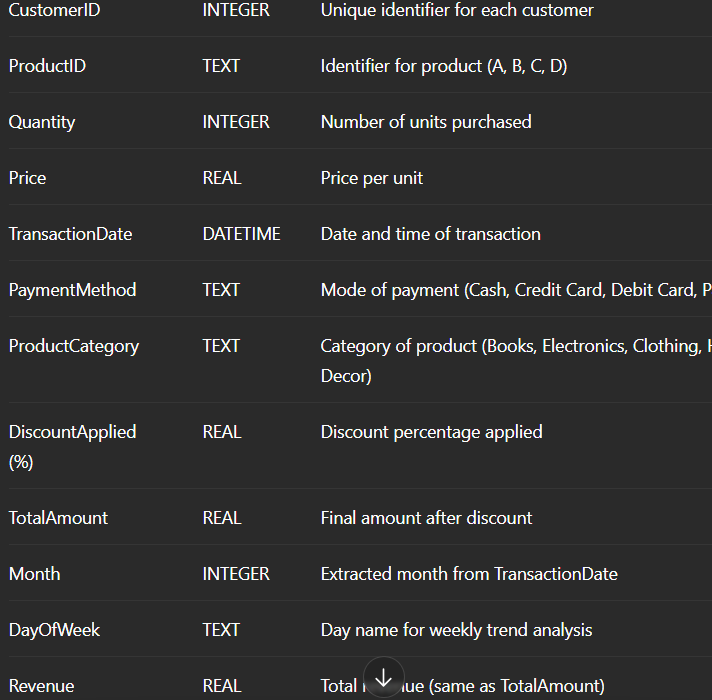 CustomerID INTEGER Unique identifier for each customer
ProductID TEXT Identifier for product (A, B, C, D)
Quantity INTEGER Number of units purchased
Price REAL Price per unit
TransactionDate DATETIME Date and time of transaction
PaymentMethod TEXT Mode of payment (Cash, Credit Card, Debit Card,
ProductCategory TEXT Category of product (Books, Electronics, Clothing,
Decor)
DiscountApplied REAL Discount percentage applied
(%)
TotalAmount REAL Final amount after discount
Month INTEGER Extracted month from TransactionDate
DayOfWeek TEXT Day name for weekly trend analysis
Revenue REAL Total (same as TotalAmount)